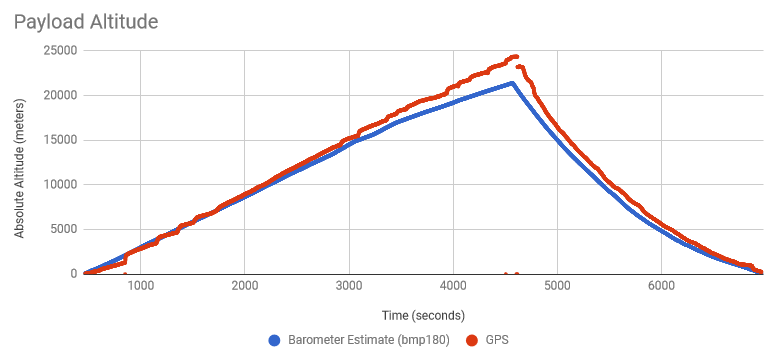 Payload Altitude
Absolute Altitude (meters)
25000
20000
15000
10000
5000
0
1000 2000 3000 4000 5000 6000
Time (seconds)
Barometer Estimate (bmp180) GPS